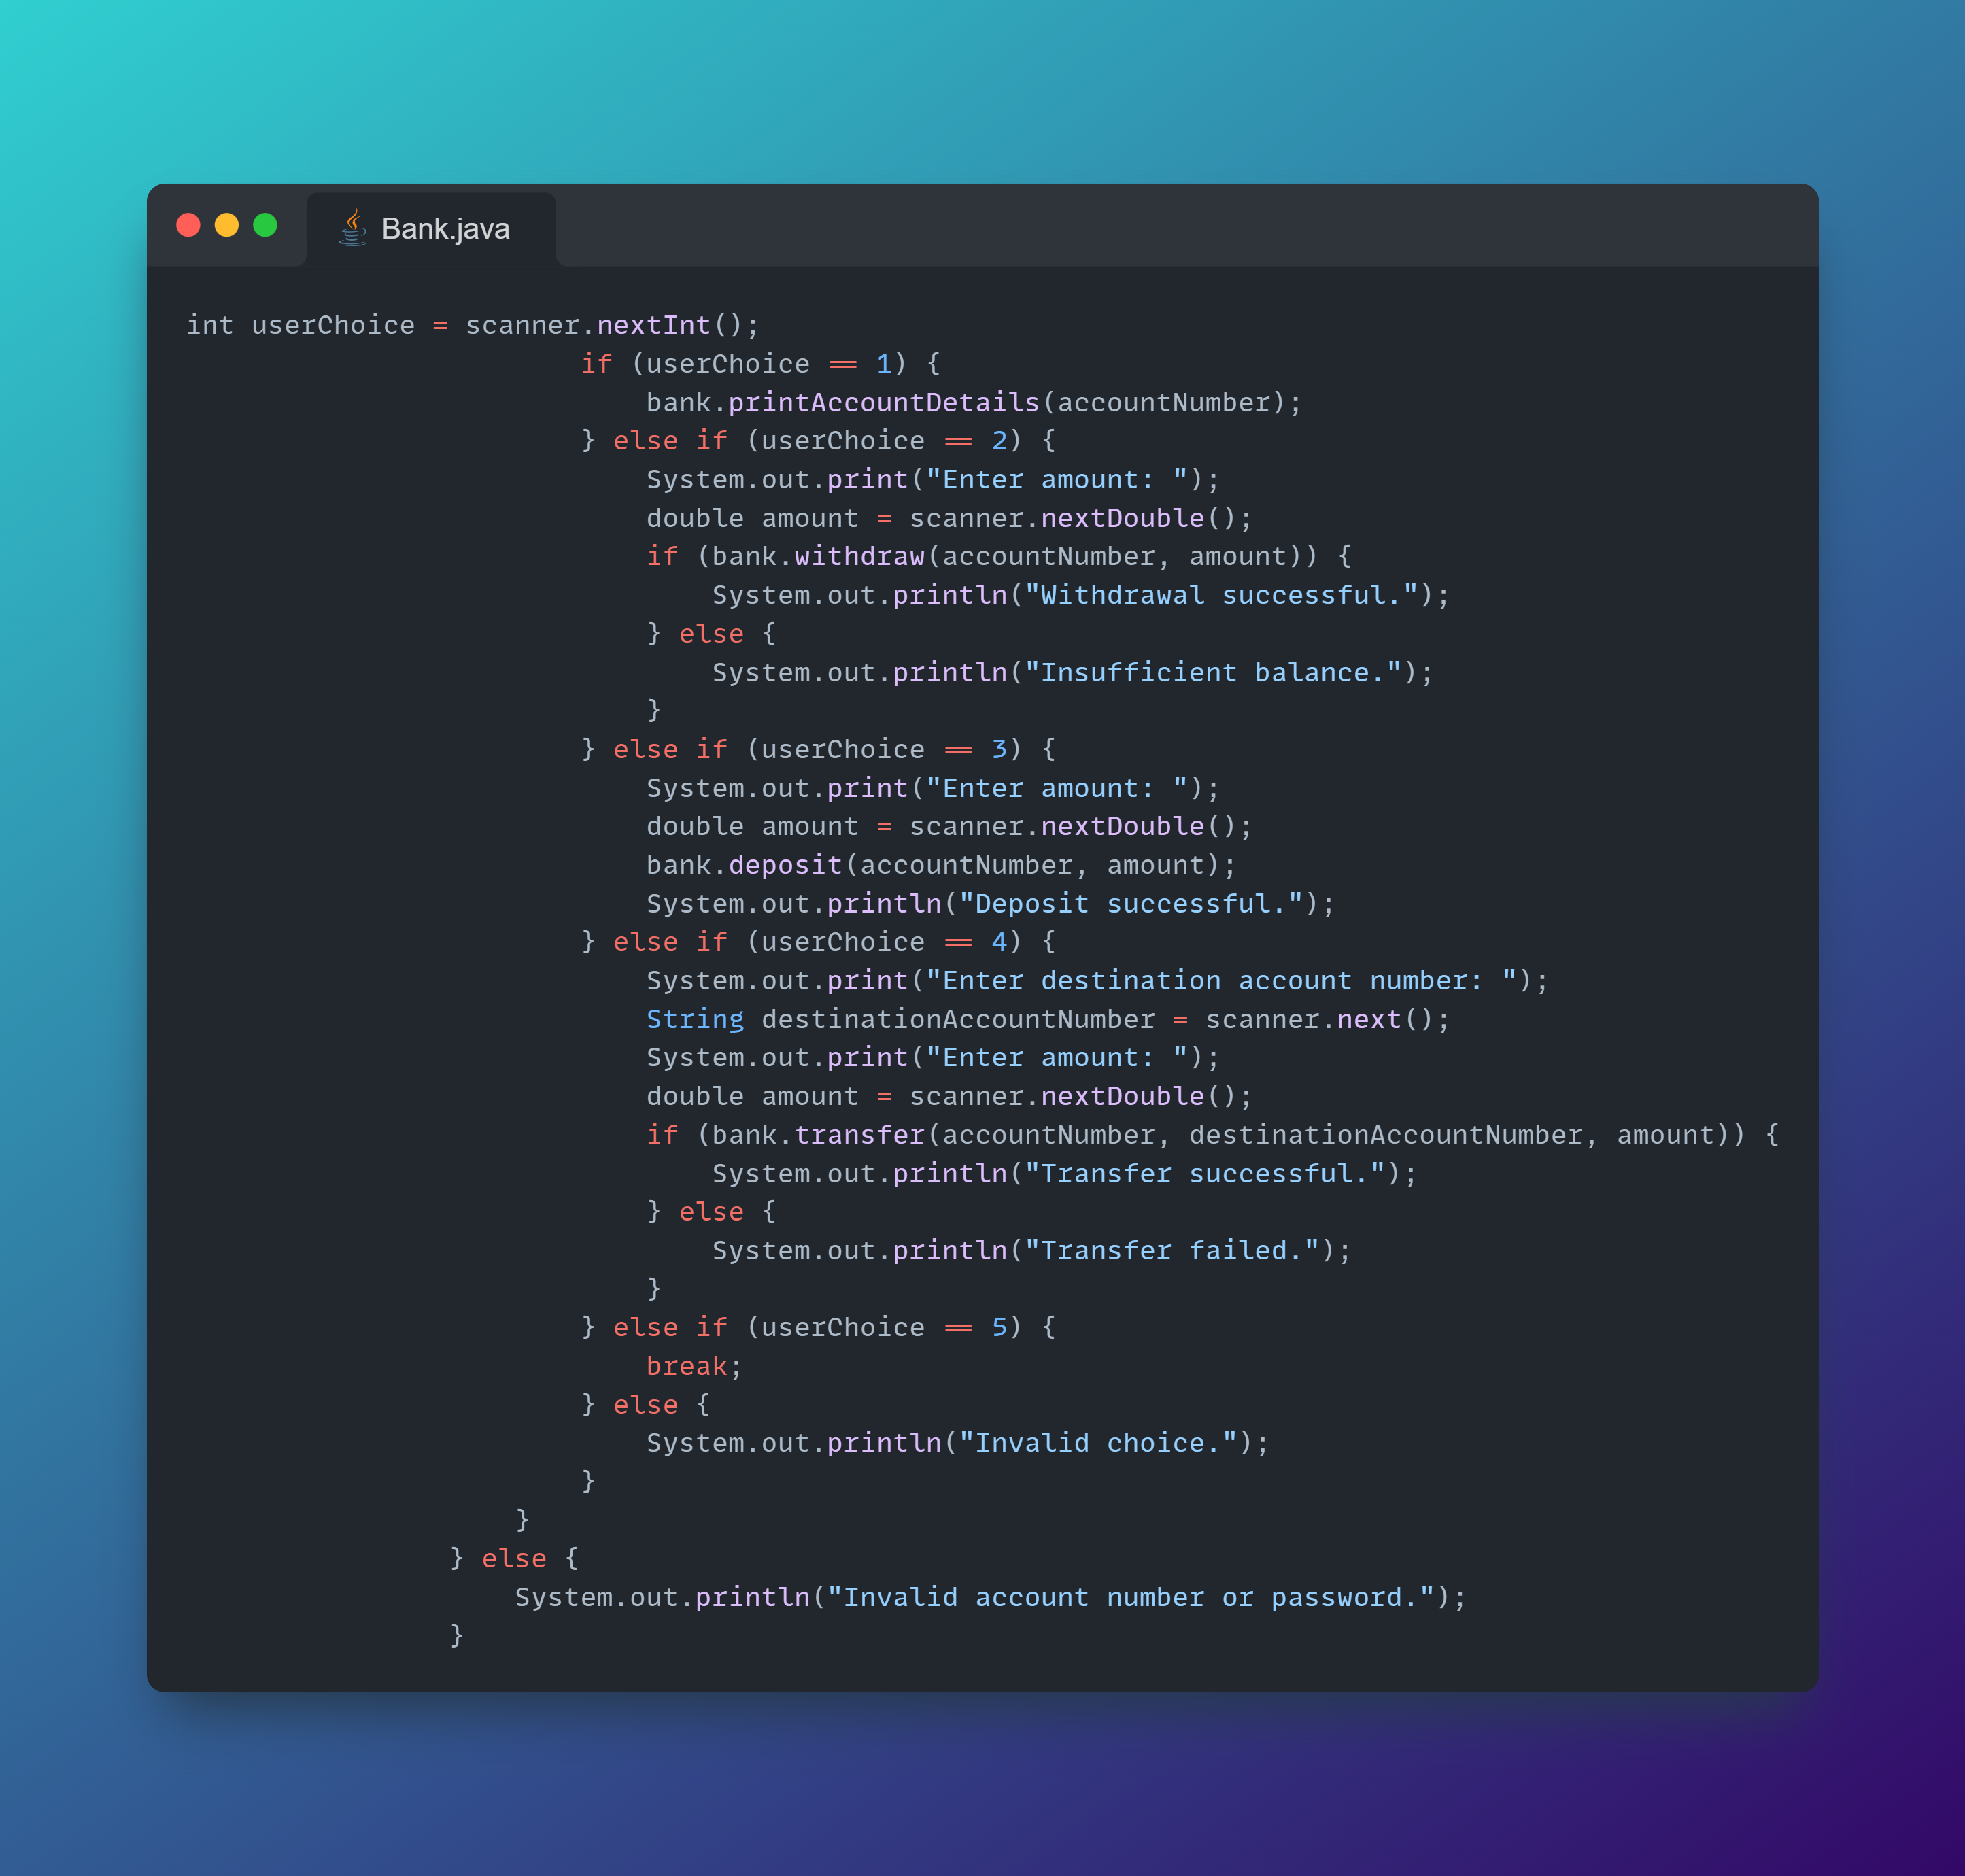 Bank.java
int userChoice = scanner.nextInt();
                        if (userChoice == 1) {
                            bank.printAccountDetails(accountNumber);
                        } else if (userChoice == 2) {
                            System.out.print("Enter amount: ");
                            double amount = scanner.nextDouble();
                            if (bank.withdraw(accountNumber, amount)) {
                                System.out.println("Withdrawal successful.");
                            } else {
                                System.out.println("Insufficient balance.");
                            }
                        } else if (userChoice == 3) {
                            System.out.print("Enter amount: ");
                            double amount = scanner.nextDouble();
                            bank.deposit(accountNumber, amount);
                            System.out.println("Deposit successful.");
                        } else if (userChoice == 4) {
                            System.out.print("Enter destination account number: ");
                            String destinationAccountNumber = scanner.next();
                            System.out.print("Enter amount: ");
                            double amount = scanner.nextDouble();
                            if (bank.transfer(accountNumber, destinationAccountNumber, amount)) {
                                System.out.println("Transfer successful.");
                            } else {
                                System.out.println("Transfer failed.");
                            }
                        } else if (userChoice == 5) {
                            break;
                        } else {
                            System.out.println("Invalid choice.");
                        }
                    }
                } else {
                    System.out.println("Invalid account number or password.");
                }